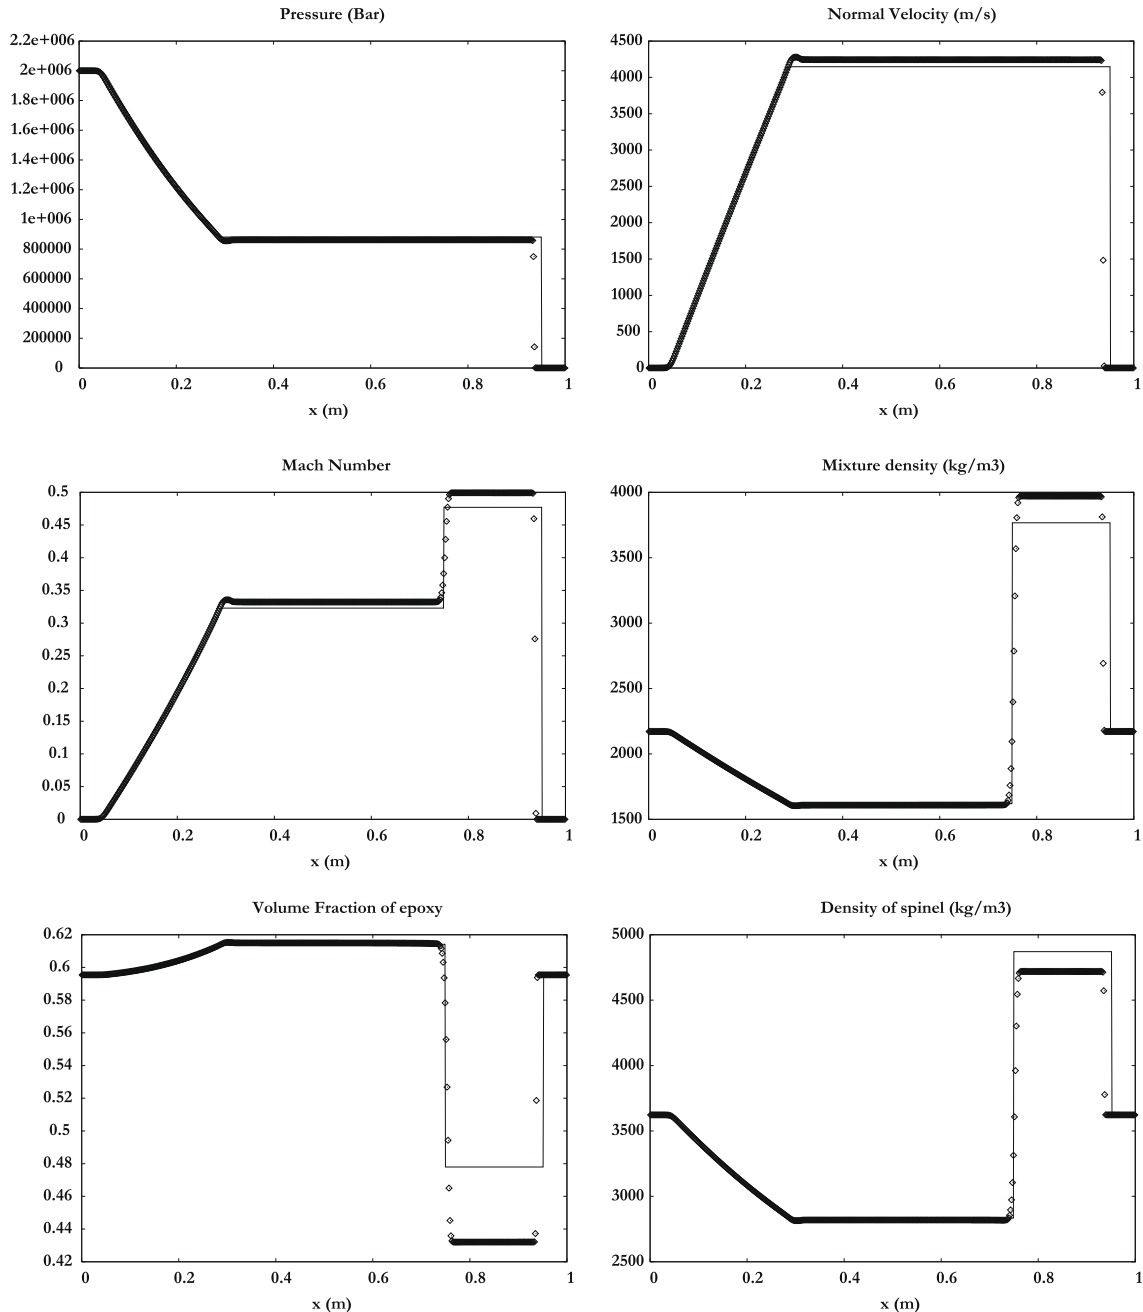 Pressure (Bar)
2.2e+006
2e+006
1.8e+006
1.6e+006
1.4e+006
1.2e+006
1e+006
800000
600000
400000
200000
0
0 0.2 0.4 0.6 0.8 1
x (m)
Normal Velocity (m/s)
4500
4000
3500
3000
2500
2000
1500
1000
500
0
0 0.2 0.4 0.6 0.8 1
x (m)
Mach Number
0.5
0.45
0.4
0.35
0.3
0.25
0.2
0.15
0.1
0.05
0
0 0.2 0.4 0.6 0.8 1
x (m)
Mixture density (kg/m3)
4000
3500
3000
2500
2000
1500
0 0.2 0.4 0.6 0.8 1
x (m)
Volume Fraction of epoxy
0.62
0.6
0.58
0.56
0.54
0.52
0.5
0.48
0.46
0.44
0.42
0 0.2 0.4 0.6 0.8 1
x (m)
Density of spinel (kg/m3)
5000
4500
4000
3500
3000
2500
0 0.2 0.4 0.6 0.8 1
x (m)